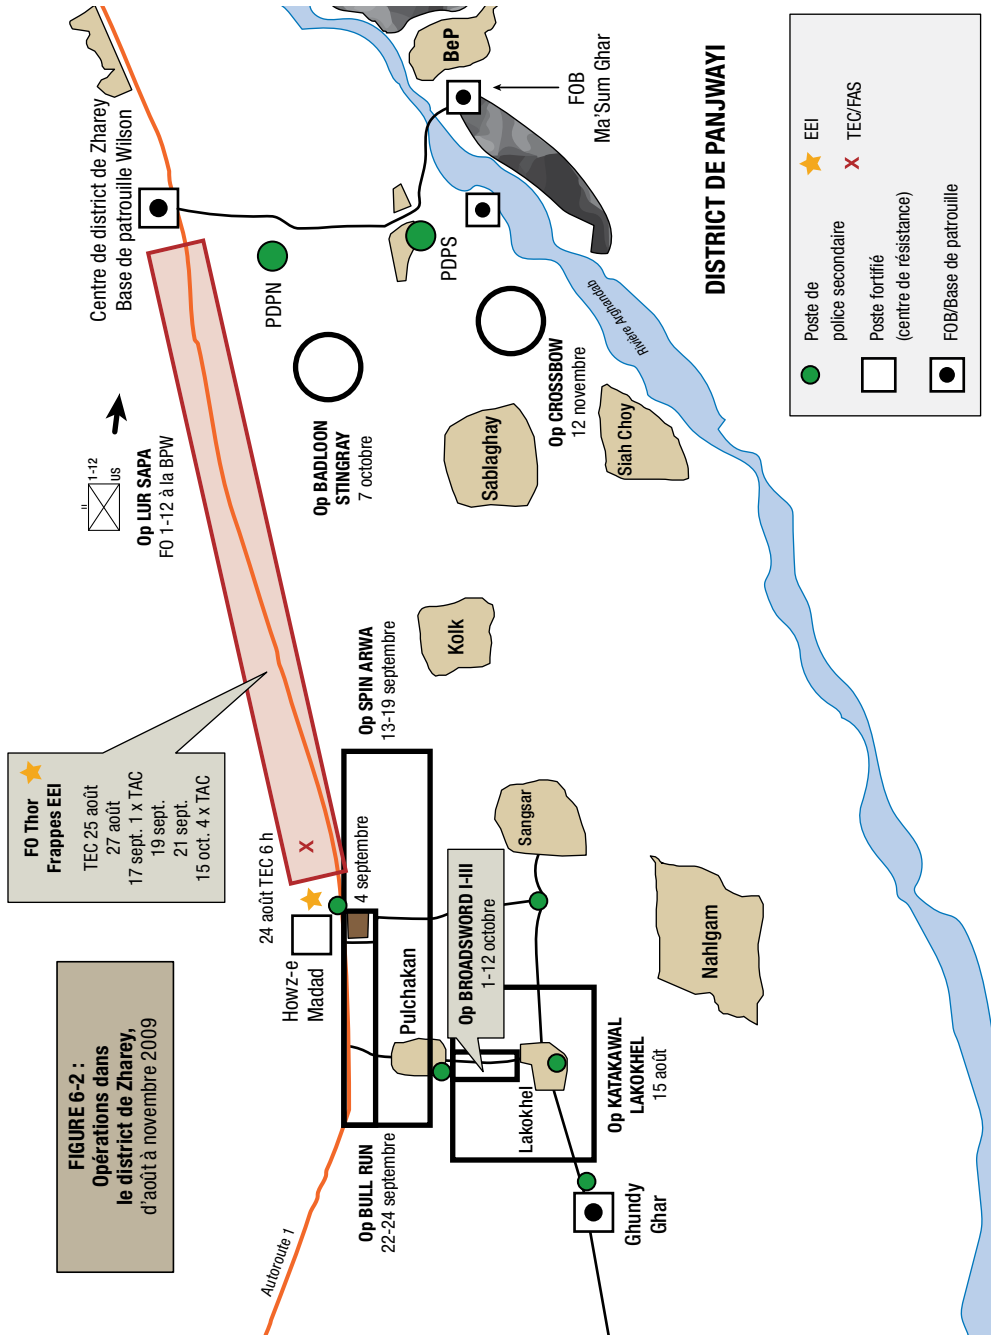 FIGURE 6-2 :
Opérations dans
le district de Zharey,
d'août à novembre 2009
FO Thor
Frappes EEI
TEC 25 août
27 août
17 sept. 1 x TAC
19 sept.
21 sept.
15 oct. 4 x TAC
II
1-12
US
Op LUR SAPA
FO 1-12 à la BPW
Centre de district de Zharey
Base de patrouille Wilson
Autoroute 1
Howz-e
Madad
24 août TEC 6 h
X
4 septembre
Op BULL RUN
22-24 septembre
Pulchakan
Op SPIN ARWA
13-19 septembre
Op BADLOON
STINGRAY
7 octobre
PDPN
PDPS
BeP
FOB
Ma'Sum Ghar
Op BROADSWORD I-III
1-12 octobre
Lakokhel
Sangsar
Kolk
Sablaghay
Op CROSSBOW
12 novembre
Siah Choy
Rivière Arghandab
Ghundy
Ghar
Op KATAKAWAL
LAKOKHEL
15 août
Nahlgam
DISTRICT DE PANJWAYI
Poste de
police secondaire
EEI
Poste fortifié
(centre de résistance)
X TEC/FAS
FOB/Base de patrouille